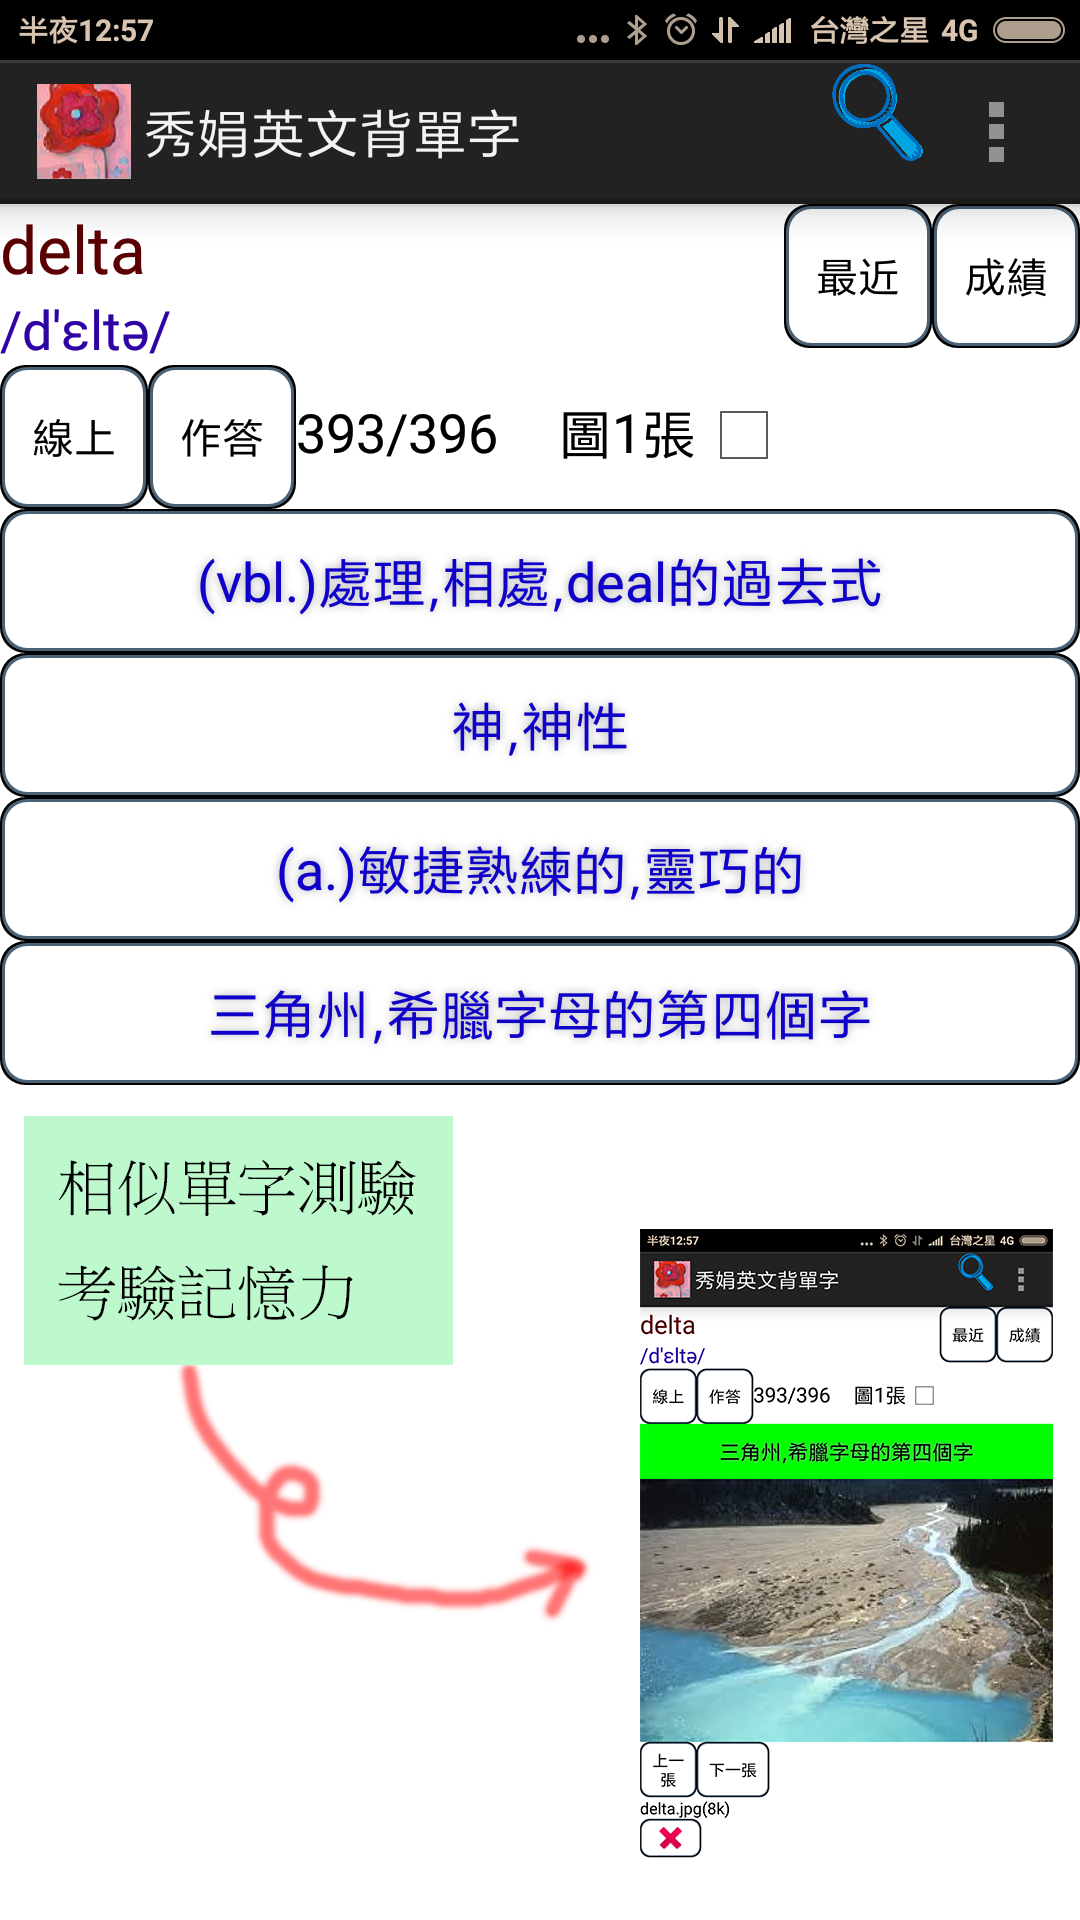 半夜12:57
台灣之星 4G
秀娟英文背單字
delta
最近 成績
/d'ɛltə/
線上 作答 393/396 圖1張
(vbl.)處理,相處,deal的過去式
神,神性
(a.)敏捷熟練的,靈巧的
三角州,希臘字母的第四個字
相似單字測驗
考驗記憶力
半夜12:57
台灣之星 4G
秀娟英文背單字
delta
最近 成績
/d'ɛltə/
線上 作答 393/396 圖1張
三角州,希臘字母的第四個字
上一
張
下一張
delta.jpg(8k)